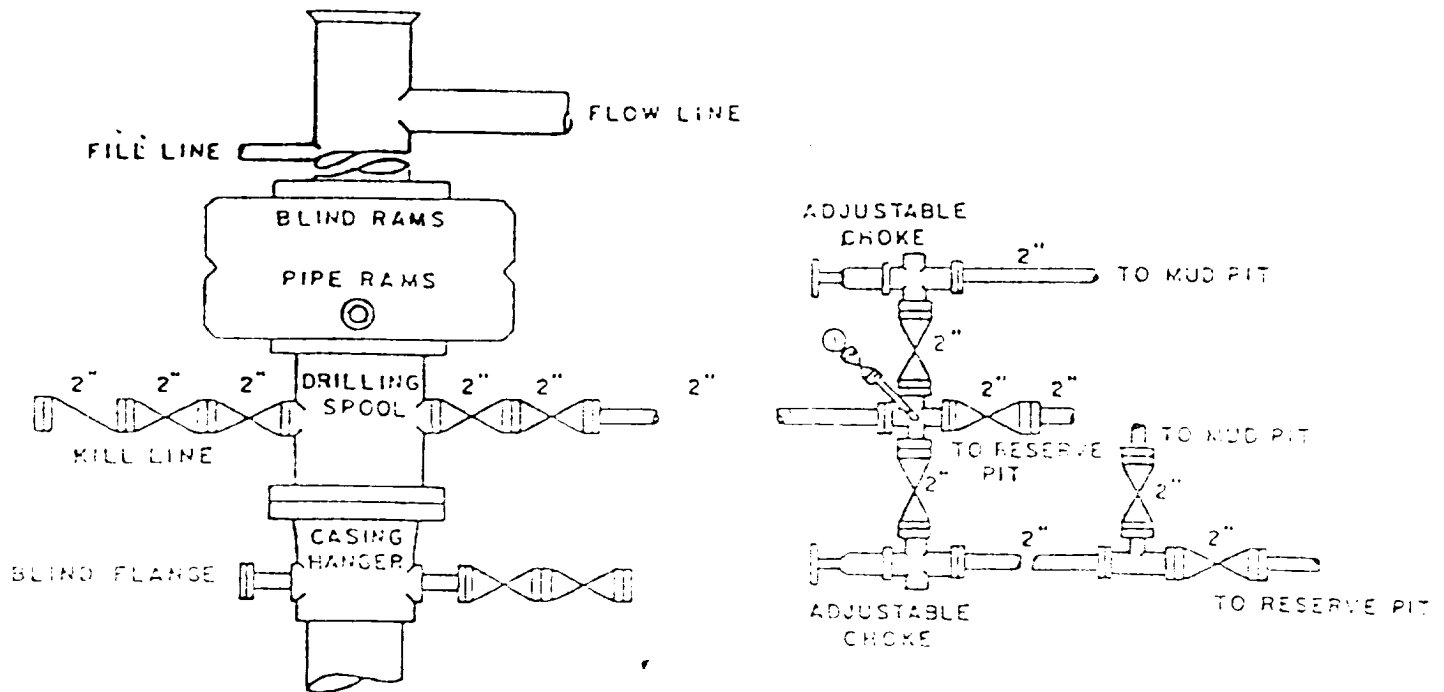 FLOW LINE
FILL LINE
BLIND RAMS
PIPE RAMS
2" 2" 2" DRILLING 2" 2" 2"
SPOOL
KILL LINE
CASING
HANGER
BLIND FLANGE
ADJUSTABLE
CHOKE
2"
TO MUD PIT
2"
2" 2"
TO RESERVE
PIT
TO MUD PIT
2"
2"
2"
2"
TO RESERVE PIT
ADJUSTABLE
CHOKE